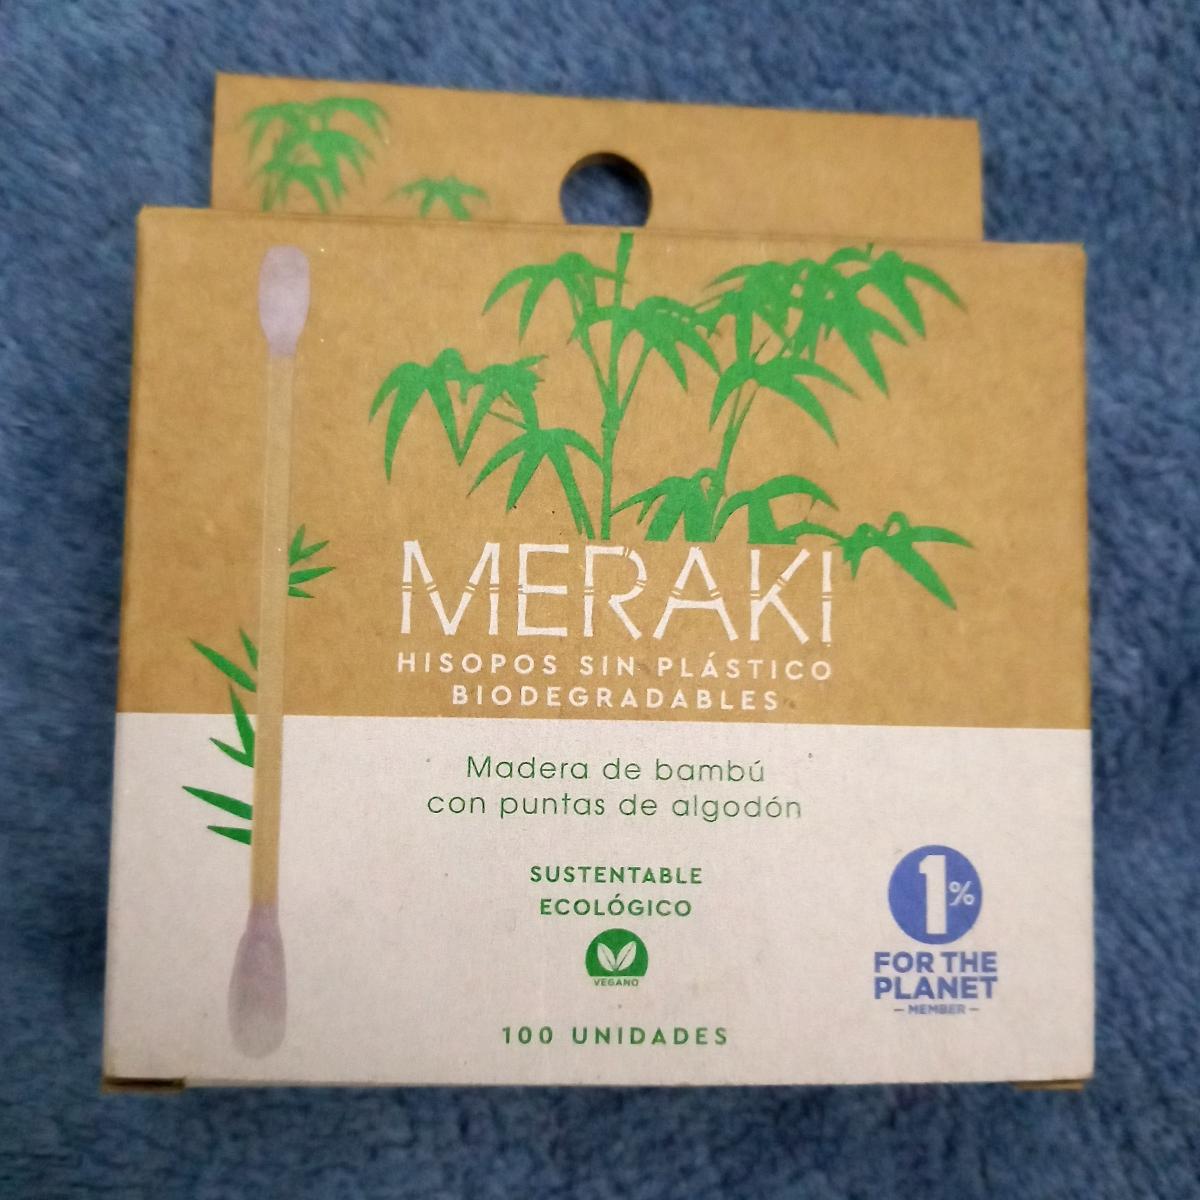 MERAKI
HISOPOS SIN PLÁSTICO
BIODEGRADABLES
Madera de bambú
con puntas de algodón
SUSTENTABLE
ECOLÓGICO
VEGANO
100 UNIDADES
1%
FOR THE
PLANET
— MEMBER —